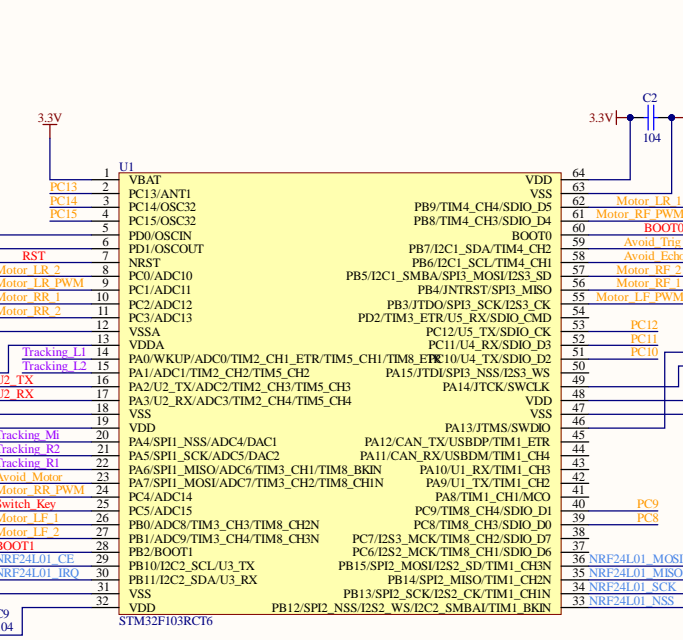 C2
3.3V
3.3V
104
U1
1 VBAT VDD 64
PC13 2 PC13/ANT1 VSS 63
PC14 3 PC14/OSC32 PB9/TIM4_CH4/SDIO_D5 62 Motor_LR_1
PC15 4 PC15/OSC32 PB8/TIM4_CH3/SDIO_D4 61 Motor_RF_PWM
5 PD0/OSCIN BOOT0 60 BOOT0
6 PD1/OSCOUT PB7/I2C1_SDA/TIM4_CH2 59 Avoid_Trig
RST 7 NRST PB6/I2C1_SCL/TIM4_CH1 58 Avoid_Echo
Motor_LR_2 8 PC0/ADC10 PB5/I2C1_SMBA/SPI3_MOSI/I2S3_SD 57 Motor_RF_2
Motor_LR_PWM 9 PC1/ADC11 PB4/JNTRST/SPI3_MISO 56 Motor_RF_1
Motor_RR_1 10 PC2/ADC12 PB3/JTDO/SPI3_SCK/I2S3_CK 55 Motor_LF_PWM
Motor_RR_2 11 PC3/ADC13 PD2/TIM3_ETR/U5_RX/SDIO_CMD 54
12 VSSA PC12/U5_TX/SDIO_CK 53 PC12
13 VDDA PC11/U4_RX/SDIO_D3 52 PC11
Tracking_L1 14 PA0/WKUP/ADC0/TIM2_CH1_ETR/TIM5_CH1/TIM8_ETR PC10/U4_TX/SDIO_D2 51 PC10
Tracking_L2 15 PA1/ADC1/TIM2_CH2/TIM5_CH2 PA15/JTDI/SPI3_NSS/I2S3_WS 50
U2_TX 16 PA2/U2_TX/ADC2/TIM2_CH3/TIM5_CH3 PA14/JTCK/SWCLK 49
U2_RX 17 PA3/U2_RX/ADC3/TIM2_CH4/TIM5_CH4 VDD 48
18 VSS VSS 47
19 VDD PA13/JTMS/SWDIO 46
Tracking_Mi 20 PA4/SPI1_NSS/ADC4/DAC1 PA12/CAN_TX/USBDP/TIM1_ETR 45
Tracking_R2 21 PA5/SPI1_SCK/ADC5/DAC2 PA11/CAN_RX/USBDM/TIM1_CH4 44
Tracking_R1 22 PA6/SPI1_MISO/ADC6/TIM3_CH1/TIM8_BKIN PA10/U1_RX/TIM1_CH3 43
Avoid_Motor 23 PA7/SPI1_MOSI/ADC7/TIM3_CH2/TIM8_CH1N PA9/U1_TX/TIM1_CH2 42
Motor_RR_PWM 24 PC4/ADC14 PA8/TIM1_CH1/MCO 41
Switch_Key 25 PC5/ADC15 PC9/TIM8_CH4/SDIO_D1 40 PC9
Motor_LF_1 26 PB0/ADC8/TIM3_CH3/TIM8_CH2N PC8/TIM8_CH3/SDIO_D0 39 PC8
Motor_LF_2 27 PB1/ADC9/TIM3_CH4/TIM8_CH3N PC7/I2S3_MCK/TIM8_CH2/SDIO_D7 38
BOOT1 28 PB2/BOOT1 PC6/I2S2_MCK/TIM8_CH1/SDIO_D6 37
NRF24L01_CE 29 PB10/I2C2_SCL/U3_TX PB15/SPI2_MOSI/I2S2_SD/TIM1_CH3N 36 NRF24L01_MOSI
NRF24L01_IRQ 30 PB11/I2C2_SDA/U3_RX PB14/SPI2_MISO/TIM1_CH2N 35 NRF24L01_MISO
31 VSS PB13/SPI2_SCK/I2S2_CK/TIM1_CH1N 34 NRF24L01_SCK
32 VDD PB12/SPI2_NSS/I2S2_WS/I2C2_SMBAI/TIM1_BKIN 33 NRF24L01_NSS
C9
04
STM32F103RCT6